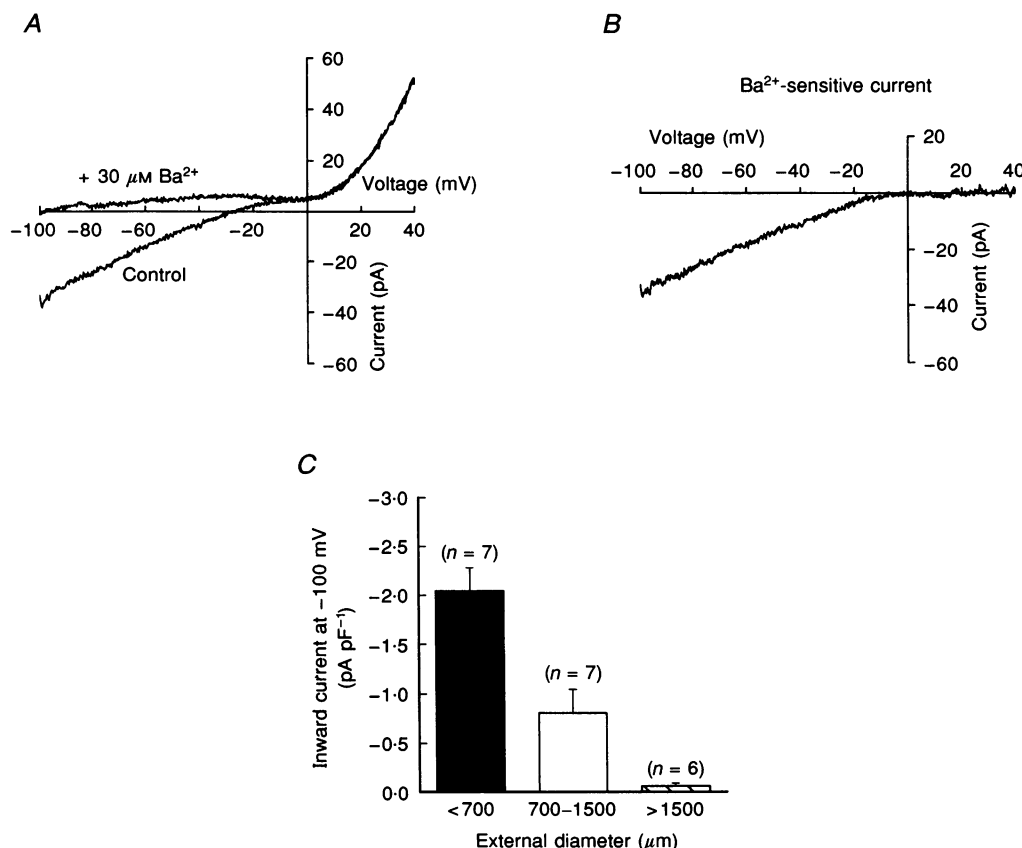 A
60
40
20
+ 30 μM Ba²⁺
Voltage (mV)
−100 −80 −60 −40 −20 20 40
Control
−20
−40
−60
Current (pA)
B
Ba²⁺-sensitive current
Voltage (mV)
20
−100 −80 −60 −40 −20 20 40
−20
−40
−60
Current (pA)
C
Inward current at −100 mV
(pA pF⁻¹)
−3·0
−2·5
−2·0
−1·5
−1·0
−0·5
0·0
(n = 7)
(n = 7)
(n = 6)
<700 700–1500 >1500
External diameter (μm)